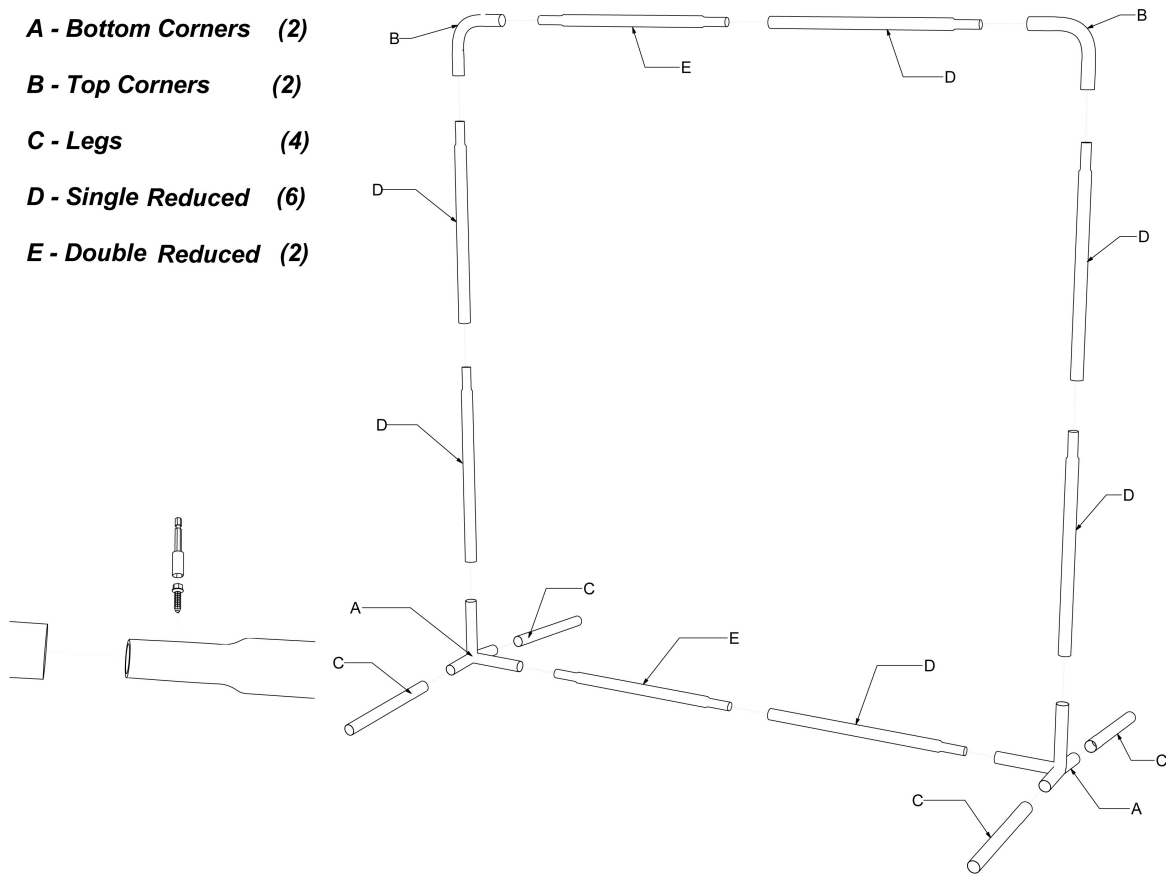 A - Bottom Corners (2)
B - Top Corners (2)
C - Legs (4)
D - Single Reduced (6)
E - Double Reduced (2)
B
B
E
D
D
D
D
D
C
A
E
C
D
C
C
A